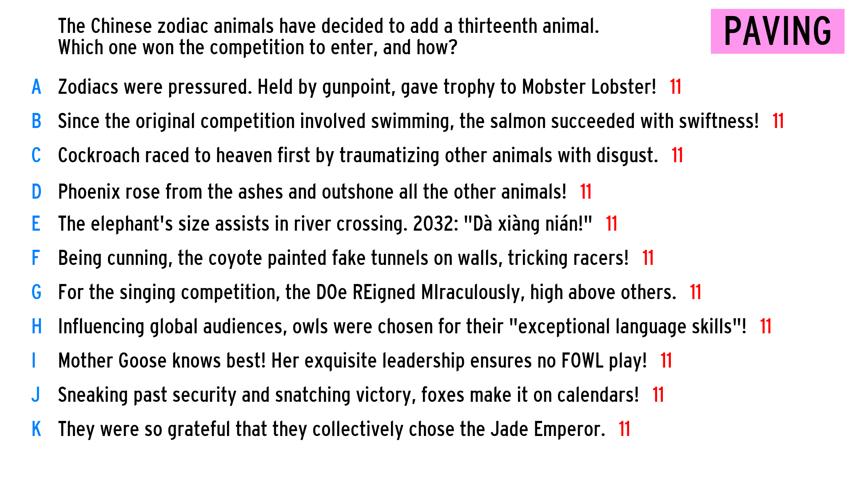 The Chinese zodiac animals have decided to add a thirteenth animal.
Which one won the competition to enter, and how?
PAVING
A Zodiacs were pressured. Held by gunpoint, gave trophy to Mobster Lobster! 11
B Since the original competition involved swimming, the salmon succeeded with swiftness! 11
C Cockroach raced to heaven first by traumatizing other animals with disgust. 11
D Phoenix rose from the ashes and outshone all the other animals! 11
E The elephant's size assists in river crossing. 2032: "Dà xiàng nián!" 11
F Being cunning, the coyote painted fake tunnels on walls, tricking racers! 11
G For the singing competition, the DOe REigned MIraculously, high above others. 11
H Influencing global audiences, owls were chosen for their "exceptional language skills"! 11
I Mother Goose knows best! Her exquisite leadership ensures no FOWL play! 11
J Sneaking past security and snatching victory, foxes make it on calendars! 11
K They were so grateful that they collectively chose the Jade Emperor. 11